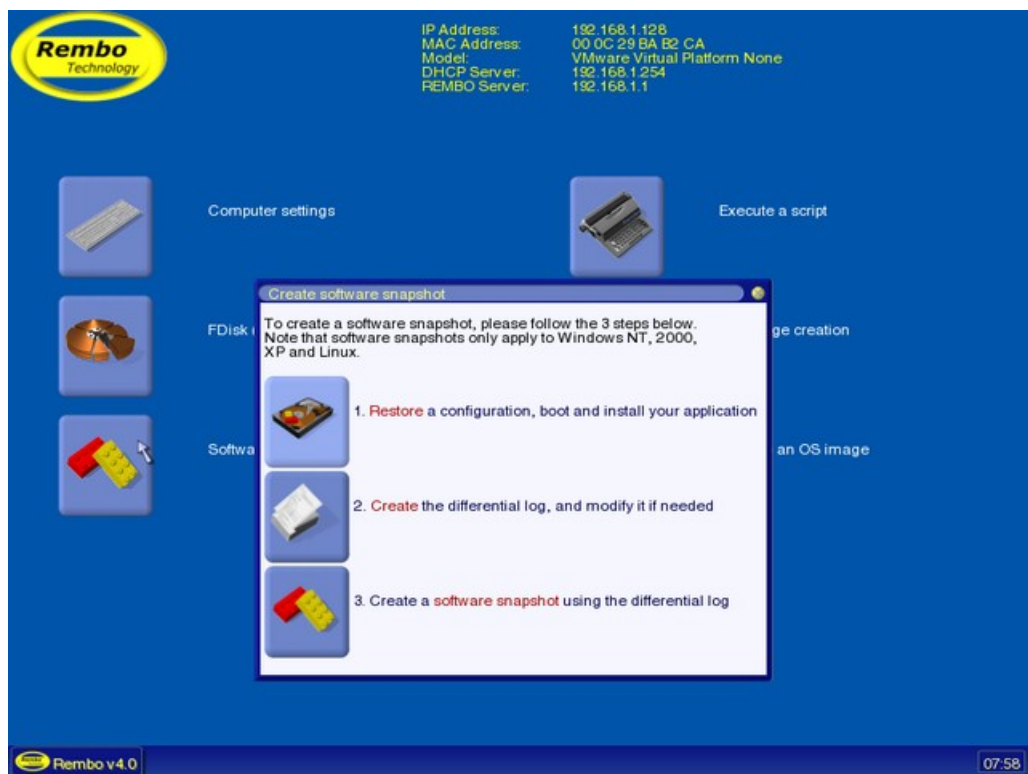 Rembo
Technology
IP Address: 192.168.1.128
MAC Address: 00 0C 29 BA B2 CA
Model: VMware Virtual Platform None
DHCP Server: 192.168.1.254
REMBO Server: 192.168.1.1
Computer settings
Execute a script
Create software snapshot
To create a software snapshot, please follow the 3 steps below.
Note that software snapshots only apply to Windows NT, 2000,
XP and Linux.
FDisk
ge creation
1. Restore a configuration, boot and install your application
Softwa
an OS image
2. Create the differential log, and modify it if needed
3. Create a software snapshot using the differential log
Rembo v4.0
07:58